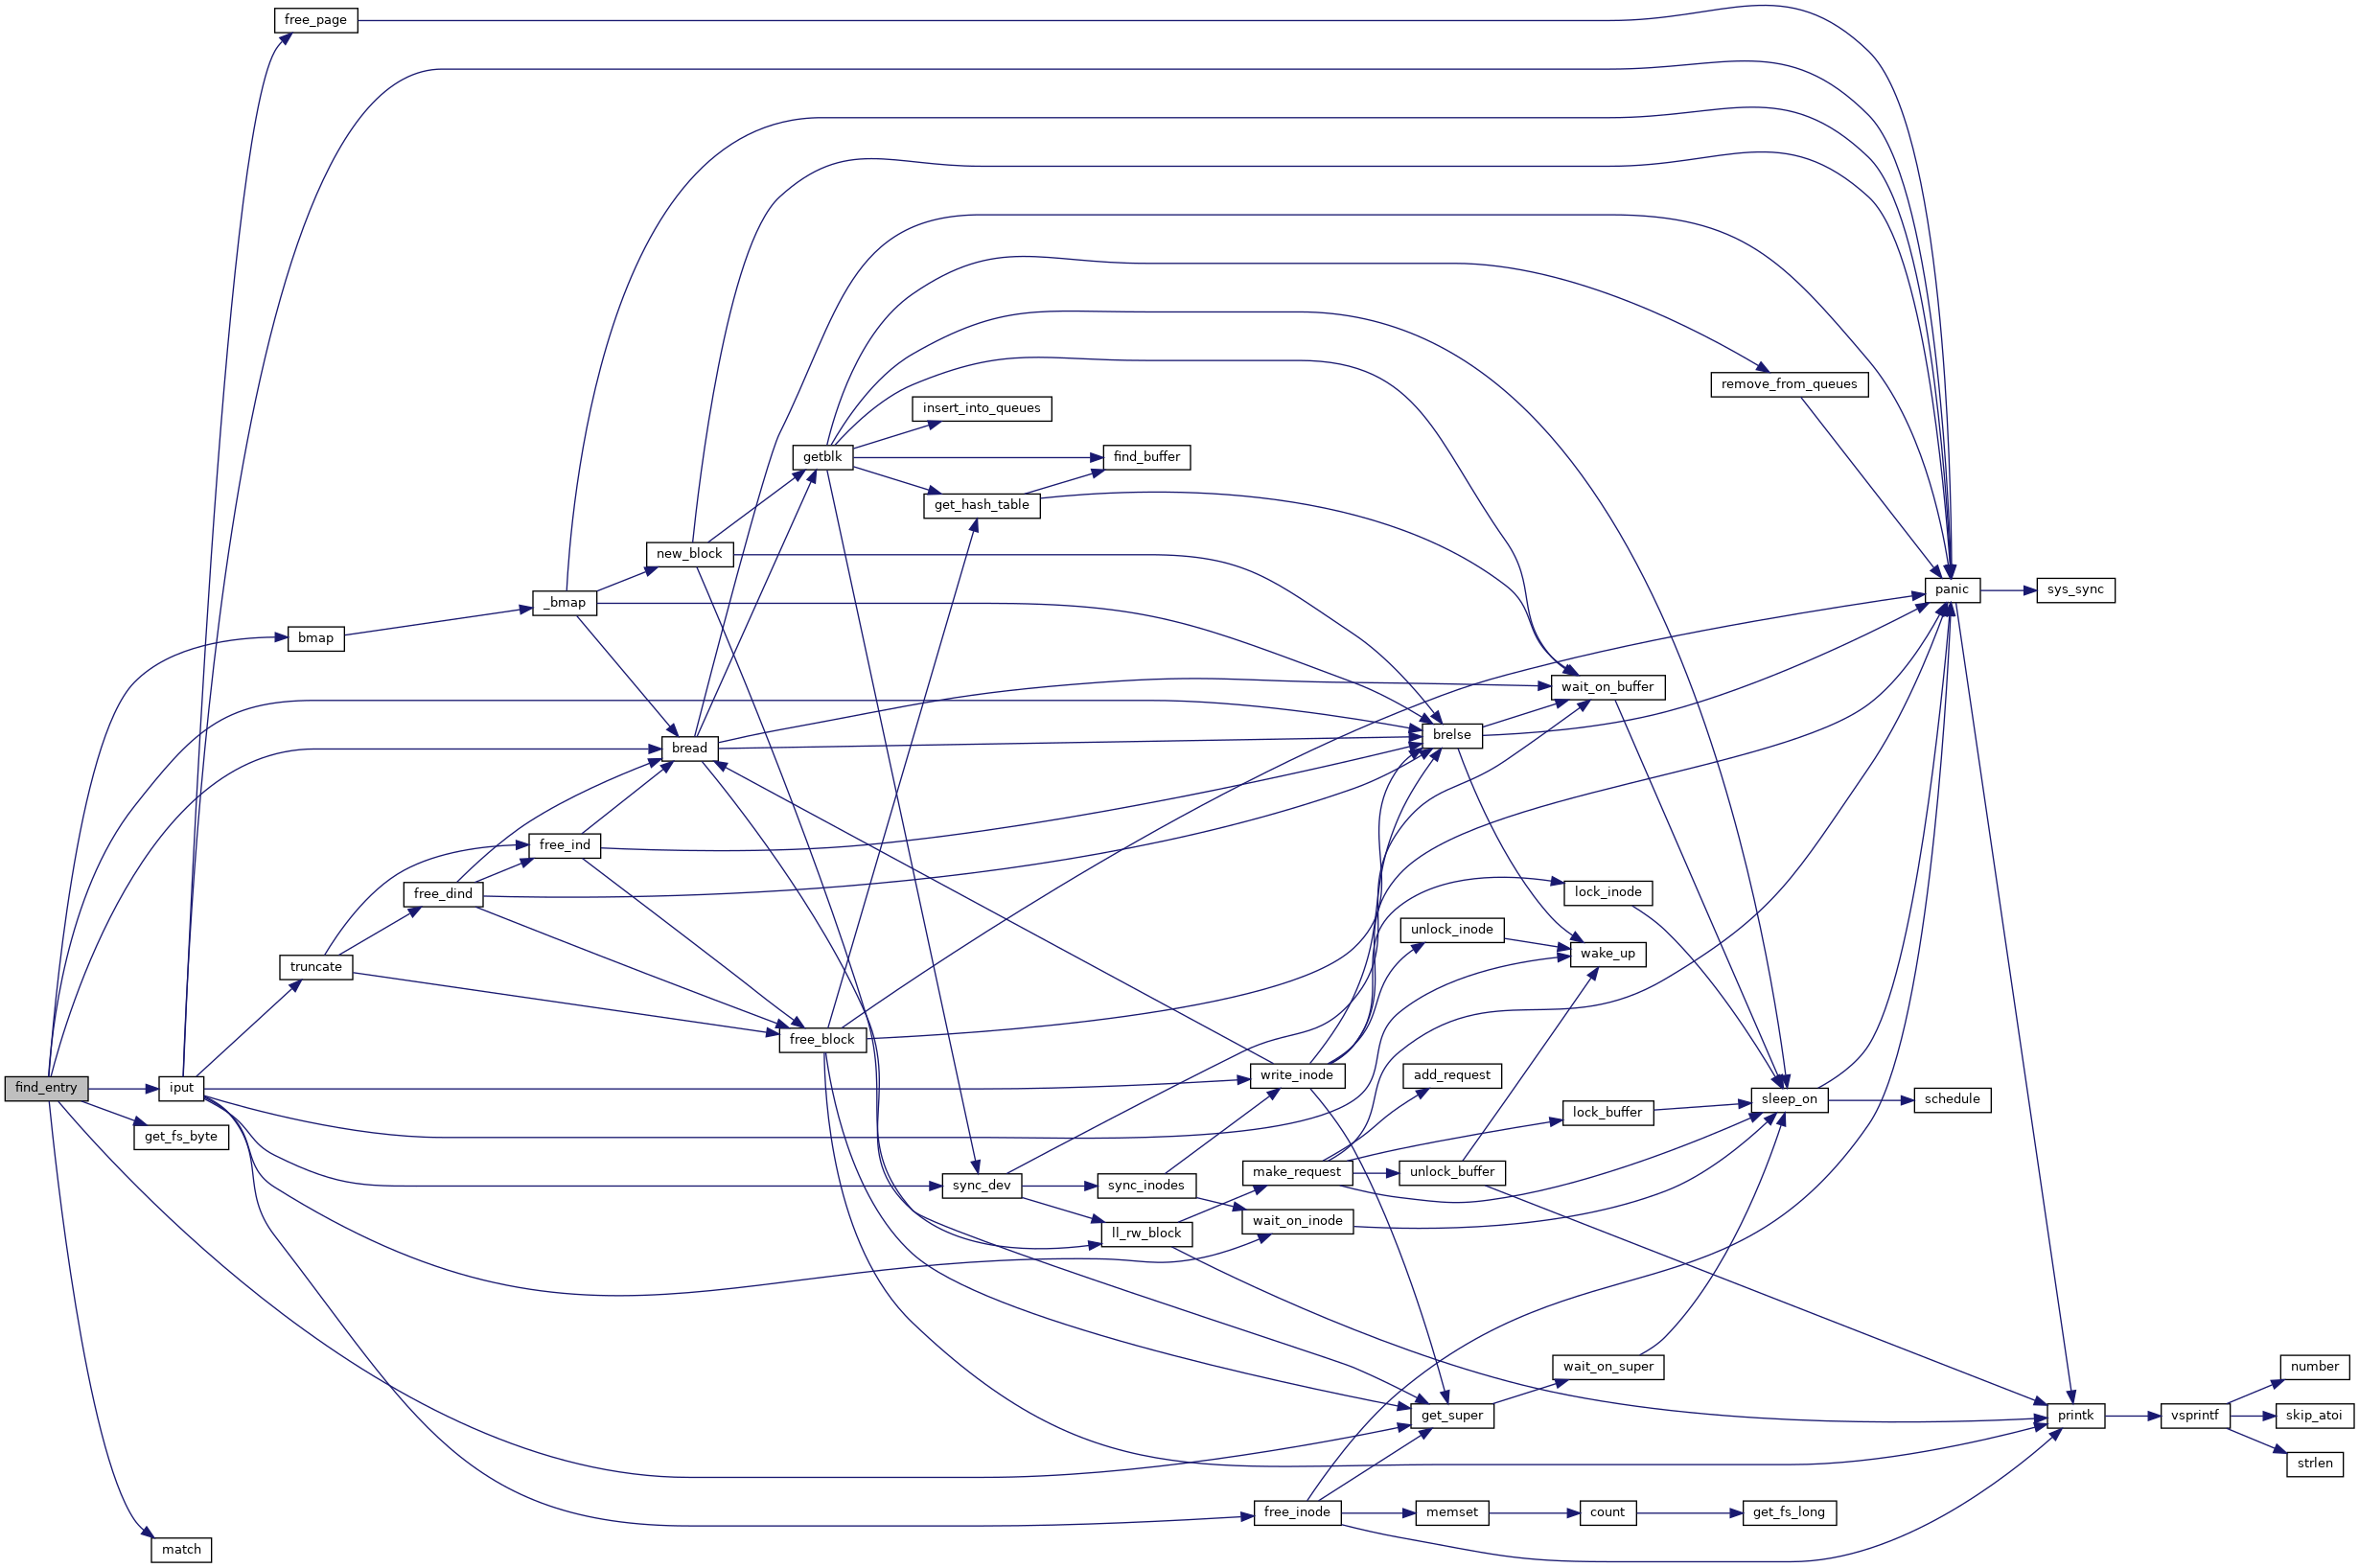 free_page
remove_from_queues
insert_into_queues
getblk
find_buffer
get_hash_table
new_block
panic
sys_sync
_bmap
bmap
wait_on_buffer
brelse
bread
free_ind
free_dind
lock_inode
unlock_inode
wake_up
truncate
free_block
write_inode
add_request
find_entry
iput
sleep_on
schedule
lock_buffer
get_fs_byte
make_request
unlock_buffer
sync_dev
sync_inodes
wait_on_inode
ll_rw_block
wait_on_super
number
get_super
printk
vsprintf
skip_atoi
strlen
free_inode
memset
count
get_fs_long
match